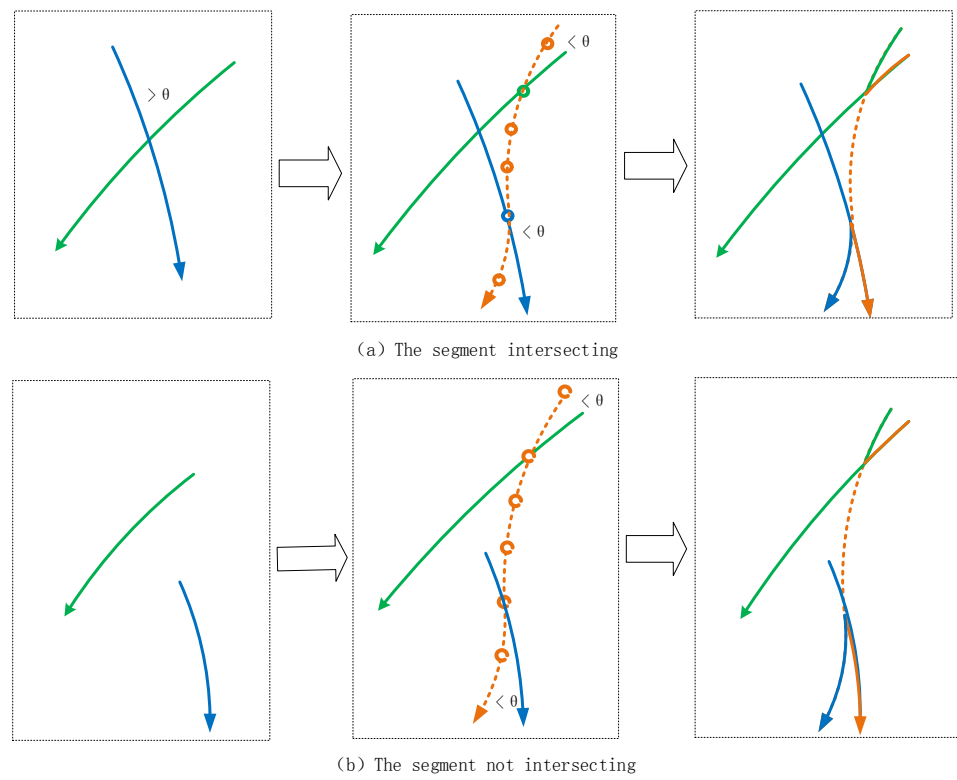 > θ
< θ
< θ
(a) The segment intersecting
< θ
< θ
(b) The segment not intersecting